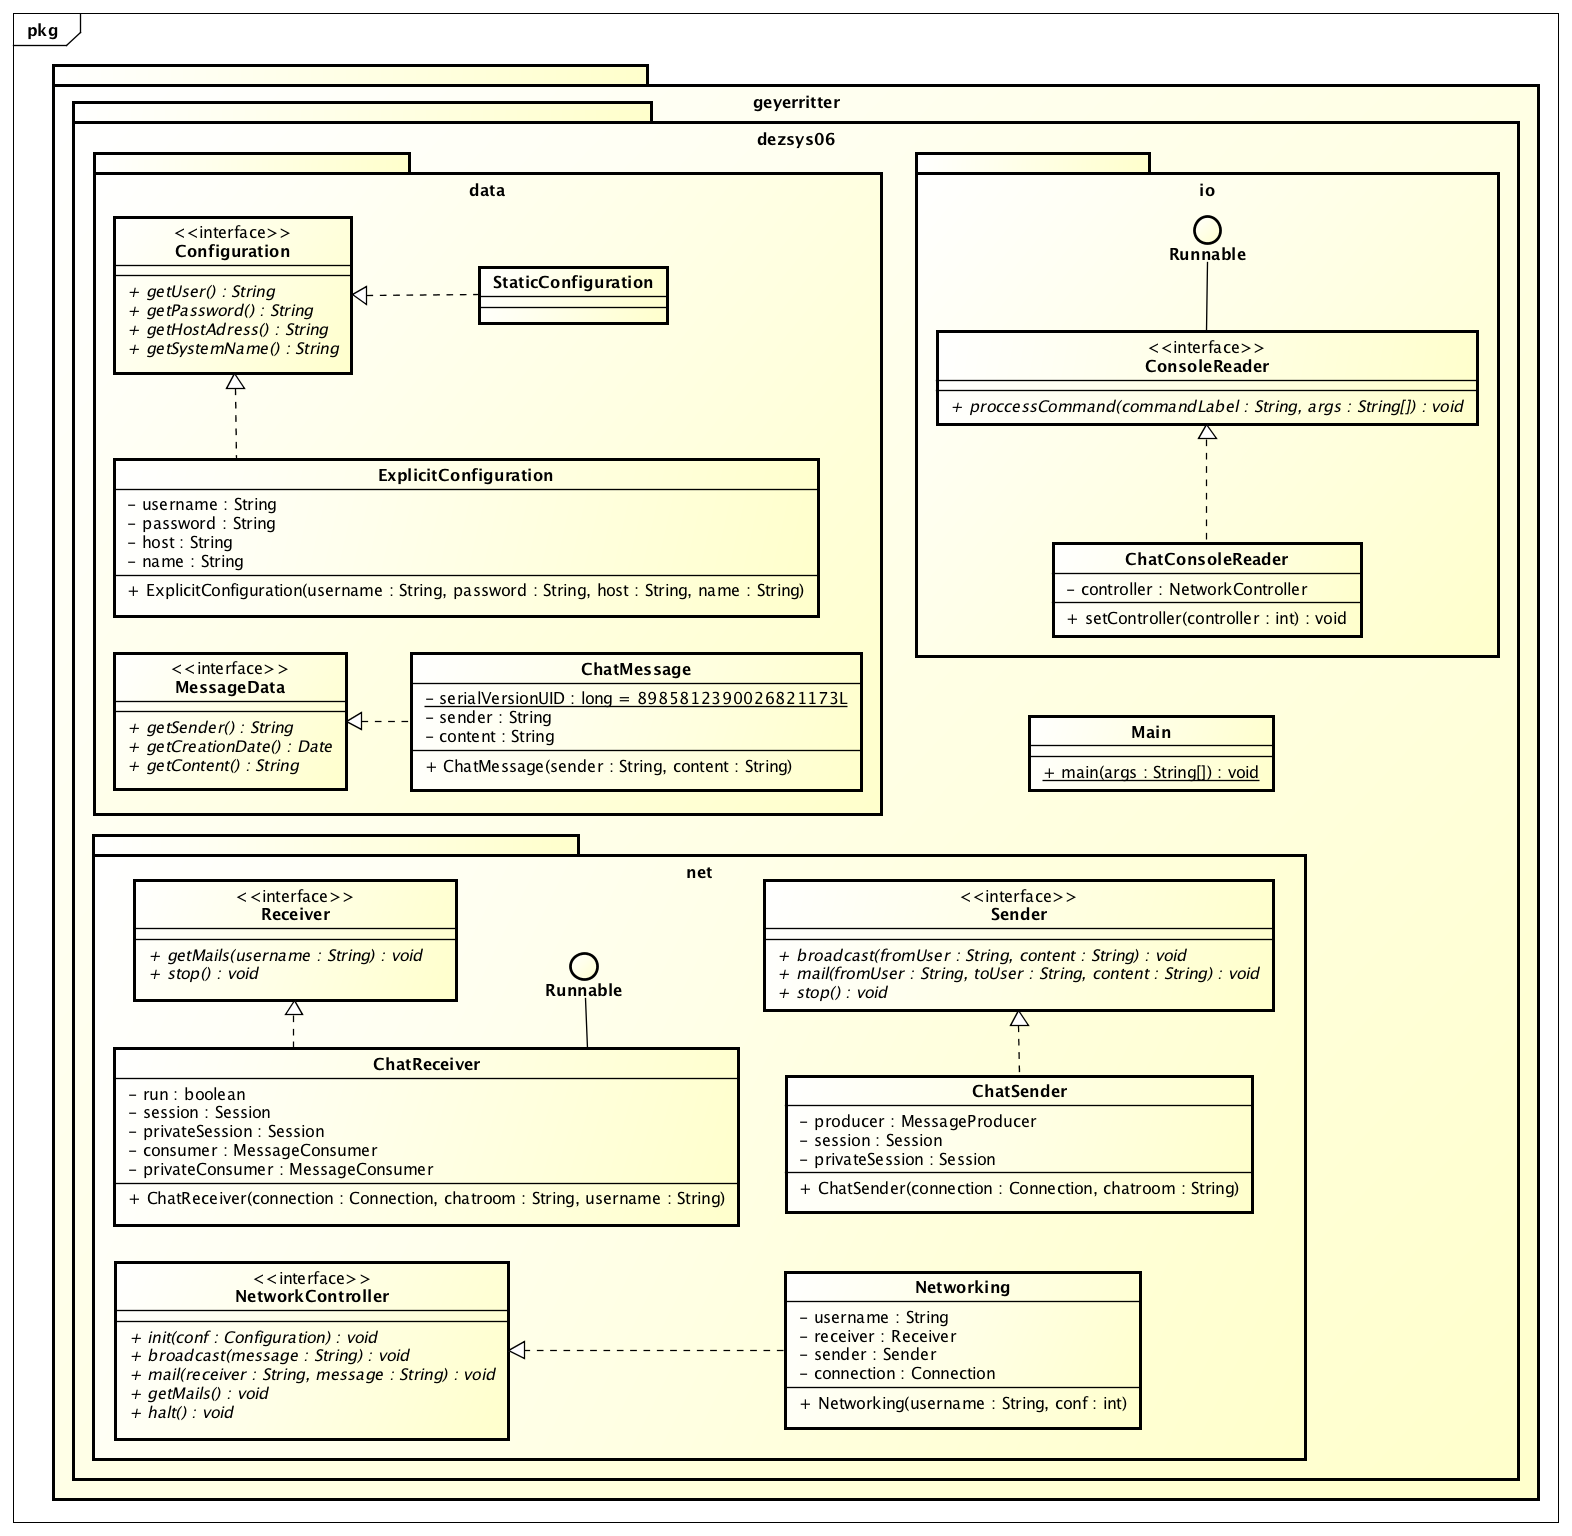 pkg
geyerritter
dezsys06
data
<<interface>>
Configuration
+ getUser() : String
+ getPassword() : String
+ getHostAdress() : String
+ getSystemName() : String
StaticConfiguration
ExplicitConfiguration
- username : String
- password : String
- host : String
- name : String
+ ExplicitConfiguration(username : String, password : String, host : String, name : String)
<<interface>>
MessageData
+ getSender() : String
+ getCreationDate() : Date
+ getContent() : String
ChatMessage
- serialVersionUID : long = 8985812390026821173L
- sender : String
- content : String
+ ChatMessage(sender : String, content : String)
io
Runnable
<<interface>>
ConsoleReader
+ proccessCommand(commandLabel : String, args : String[]) : void
ChatConsoleReader
- controller : NetworkController
+ setController(controller : int) : void
Main
+ main(args : String[]) : void
net
<<interface>>
Receiver
+ getMails(username : String) : void
+ stop() : void
Runnable
<<interface>>
Sender
+ broadcast(fromUser : String, content : String) : void
+ mail(fromUser : String, toUser : String, content : String) : void
+ stop() : void
ChatReceiver
- run : boolean
- session : Session
- privateSession : Session
- consumer : MessageConsumer
- privateConsumer : MessageConsumer
+ ChatReceiver(connection : Connection, chatroom : String, username : String)
ChatSender
- producer : MessageProducer
- session : Session
- privateSession : Session
+ ChatSender(connection : Connection, chatroom : String)
<<interface>>
NetworkController
+ init(conf : Configuration) : void
+ broadcast(message : String) : void
+ mail(receiver : String, message : String) : void
+ getMails() : void
+ halt() : void
Networking
- username : String
- receiver : Receiver
- sender : Sender
- connection : Connection
+ Networking(username : String, conf : int)